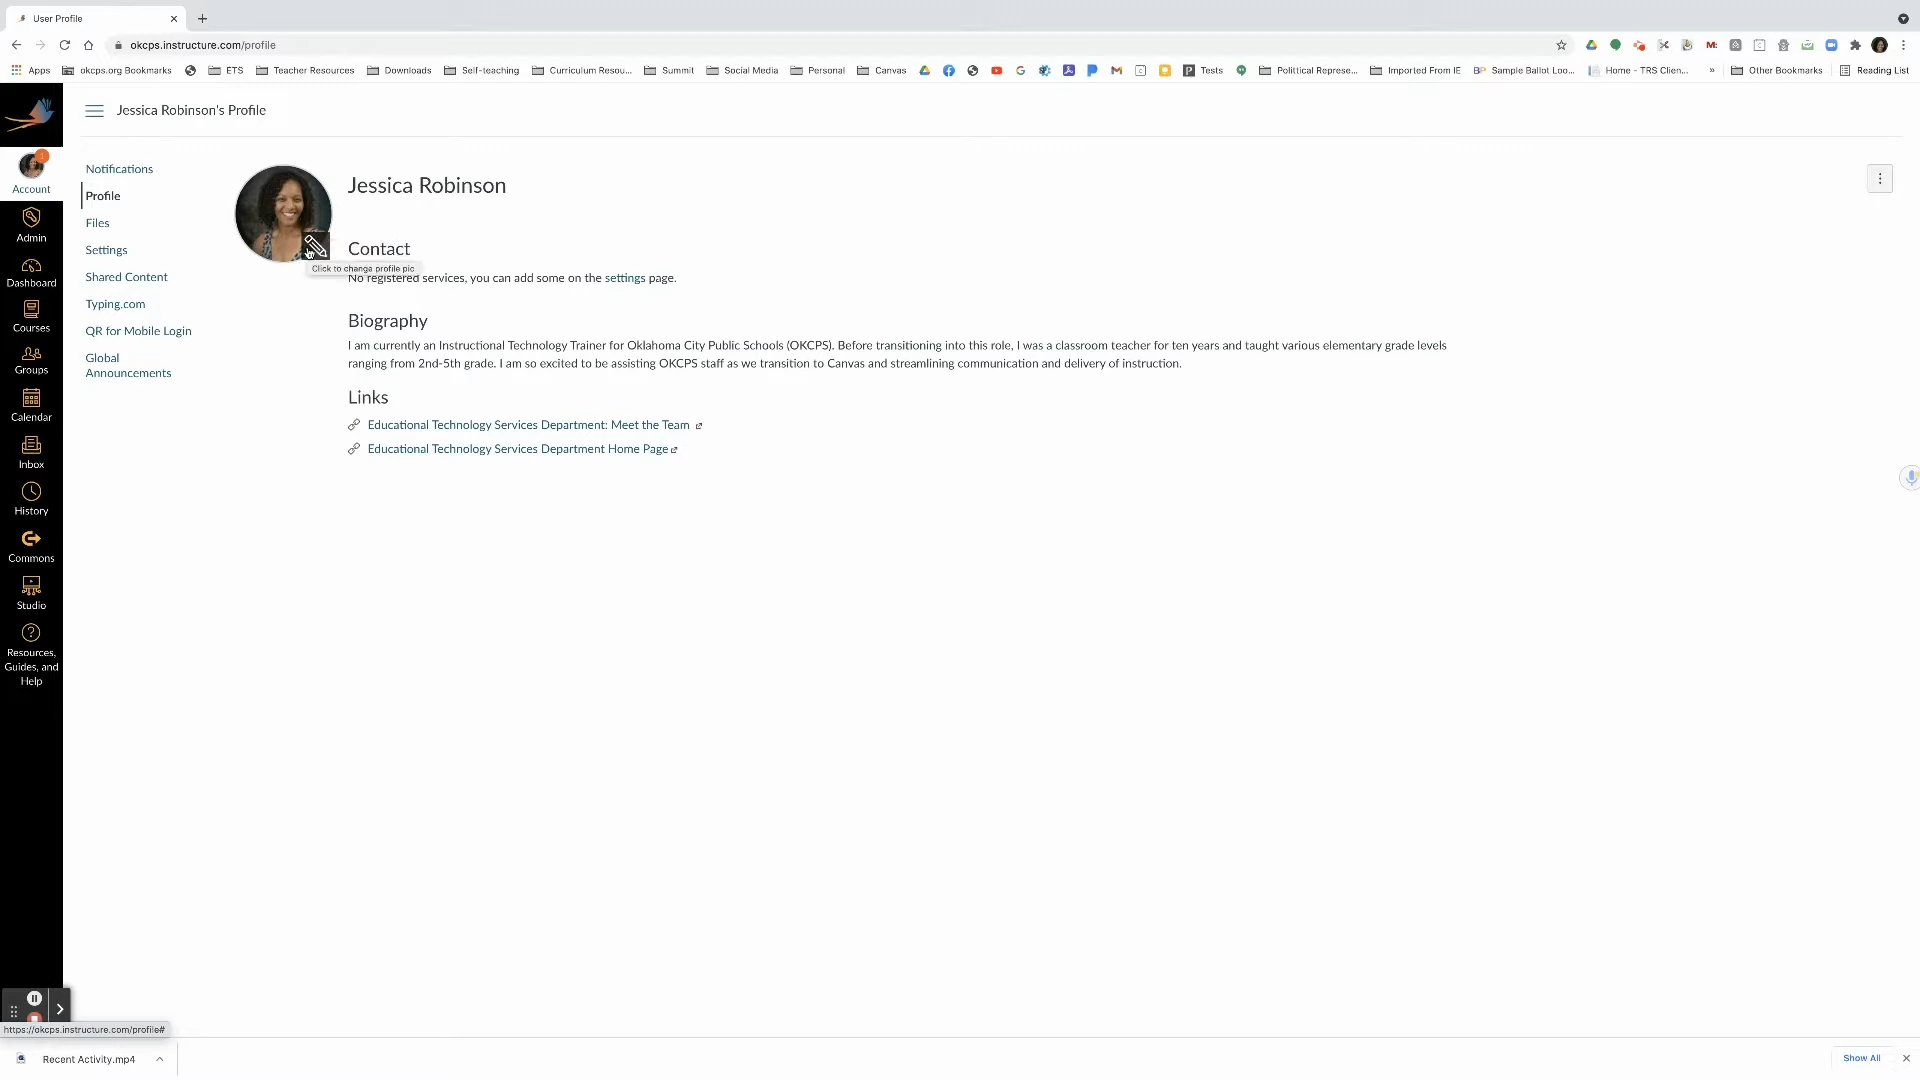 User Profile
okcps.instructure.com/profile
Apps okcps.org Bookmarks ETS Teacher Resources Downloads Self-teaching Curriculum Resou... Summit Social Media Personal Canvas Tests Polittical Represe... Imported From IE Sample Ballot Loo... Home - TRS Clien... » Other Bookmarks Reading List
Jessica Robinson's Profile
Account
Admin
Dashboard
Courses
Groups
Calendar
Inbox
History
Commons
Studio
Resources,
Guides, and
Help
Notifications
Profile
Files
Settings
Shared Content
Typing.com
QR for Mobile Login
Global
Announcements
Jessica Robinson
Contact
Click to change profile pic
No registered services, you can add some on the settings page.
Biography
I am currently an Instructional Technology Trainer for Oklahoma City Public Schools (OKCPS). Before transitioning into this role, I was a classroom teacher for ten years and taught various elementary grade levels
ranging from 2nd-5th grade. I am so excited to be assisting OKCPS staff as we transition to Canvas and streamlining communication and delivery of instruction.
Links
Educational Technology Services Department: Meet the Team
Educational Technology Services Department Home Page
https://okcps.instructure.com/profile#
Recent Activity.mp4
Show All